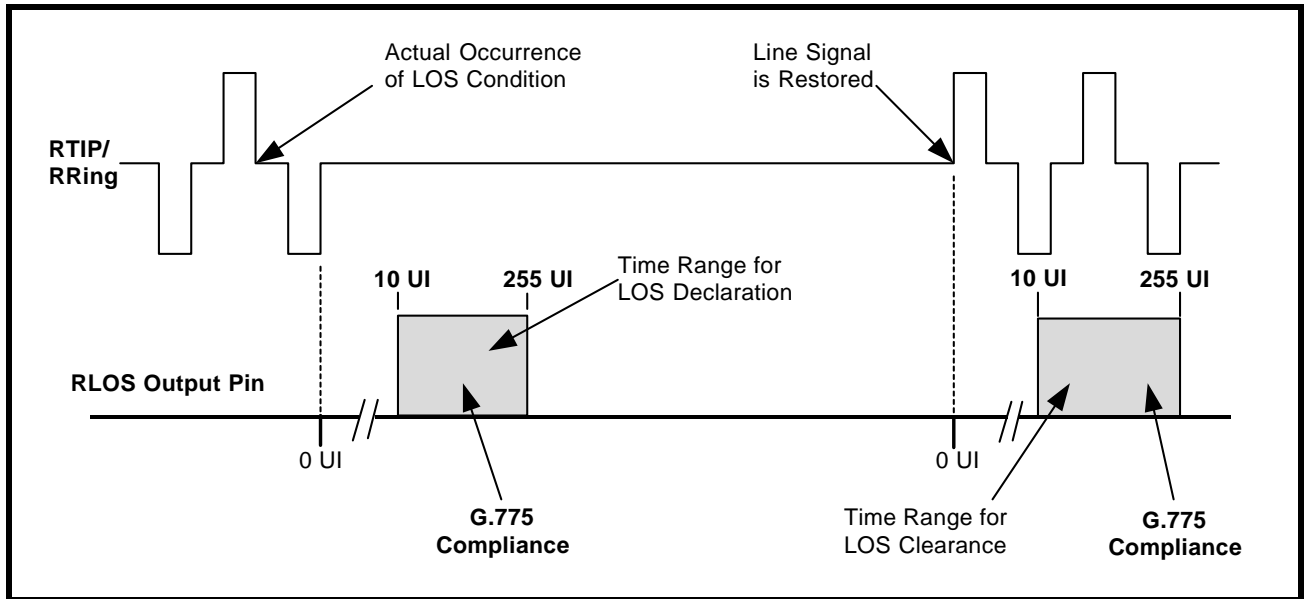 Actual Occurrence
of LOS Condition
Line Signal
is Restored
RTIP/
RRing
10 UI
255 UI
Time Range for
LOS Declaration
10 UI
255 UI
RLOS Output Pin
0 UI
0 UI
G.775
Compliance
Time Range for
LOS Clearance
G.775
Compliance